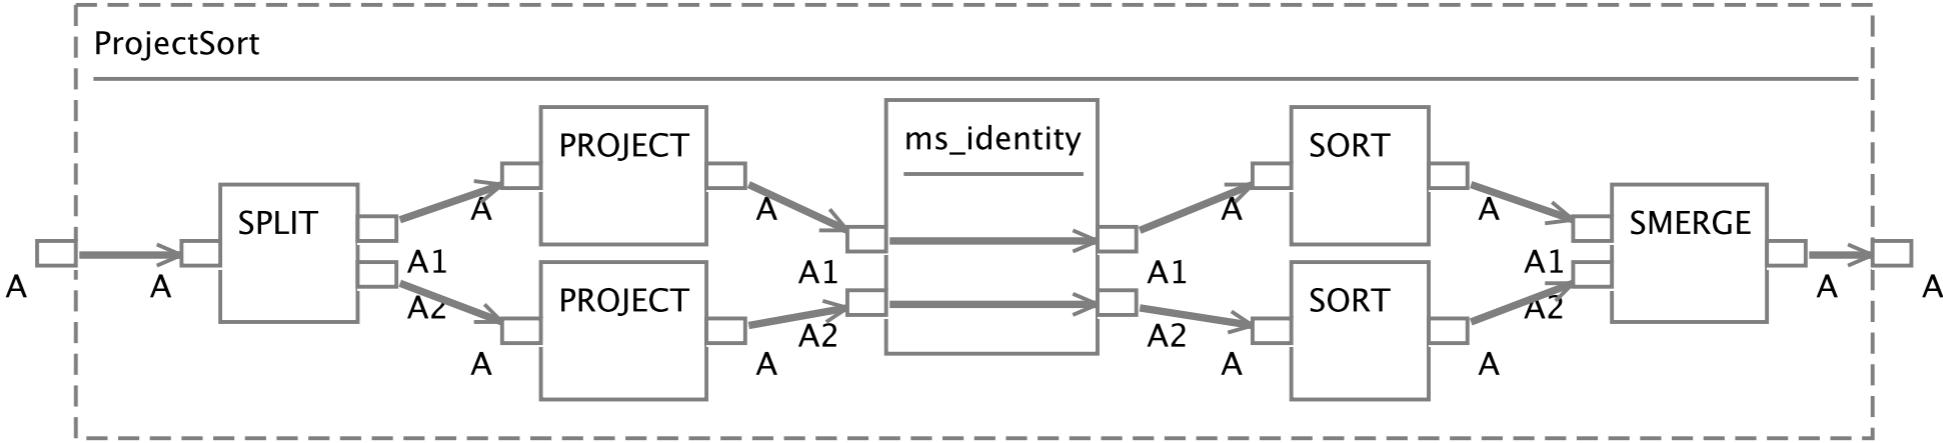 ProjectSort
A
A
SPLIT
A1
A2
A
PROJECT
A
A
PROJECT
A
A1
A2
ms_identity
A1
A2
A
SORT
A
A
SORT
A
A1
A2
SMERGE
A
A